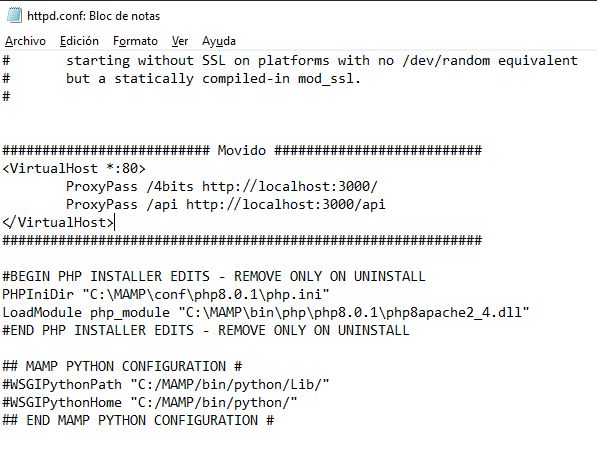 httpd.conf: Bloc de notas
Archivo Edición Formato Ver Ayuda
# starting without SSL on platforms with no /dev/random equivalent
# but a statically compiled-in mod_ssl.
#
########################## Movido ##########################
<VirtualHost *:80>
ProxyPass /4bits http://localhost:3000/
ProxyPass /api http://localhost:3000/api
</VirtualHost>
############################################################
#BEGIN PHP INSTALLER EDITS - REMOVE ONLY ON UNINSTALL
PHPIniDir "C:\MAMP\conf\php8.0.1\php.ini"
LoadModule php_module "C:\MAMP\bin\php\php8.0.1\php8apache2_4.dll"
#END PHP INSTALLER EDITS - REMOVE ONLY ON UNINSTALL
## MAMP PYTHON CONFIGURATION #
#WSGIPythonPath "C:/MAMP/bin/python/Lib/"
#WSGIPythonHome "C:/MAMP/bin/python/"
## END MAMP PYTHON CONFIGURATION #